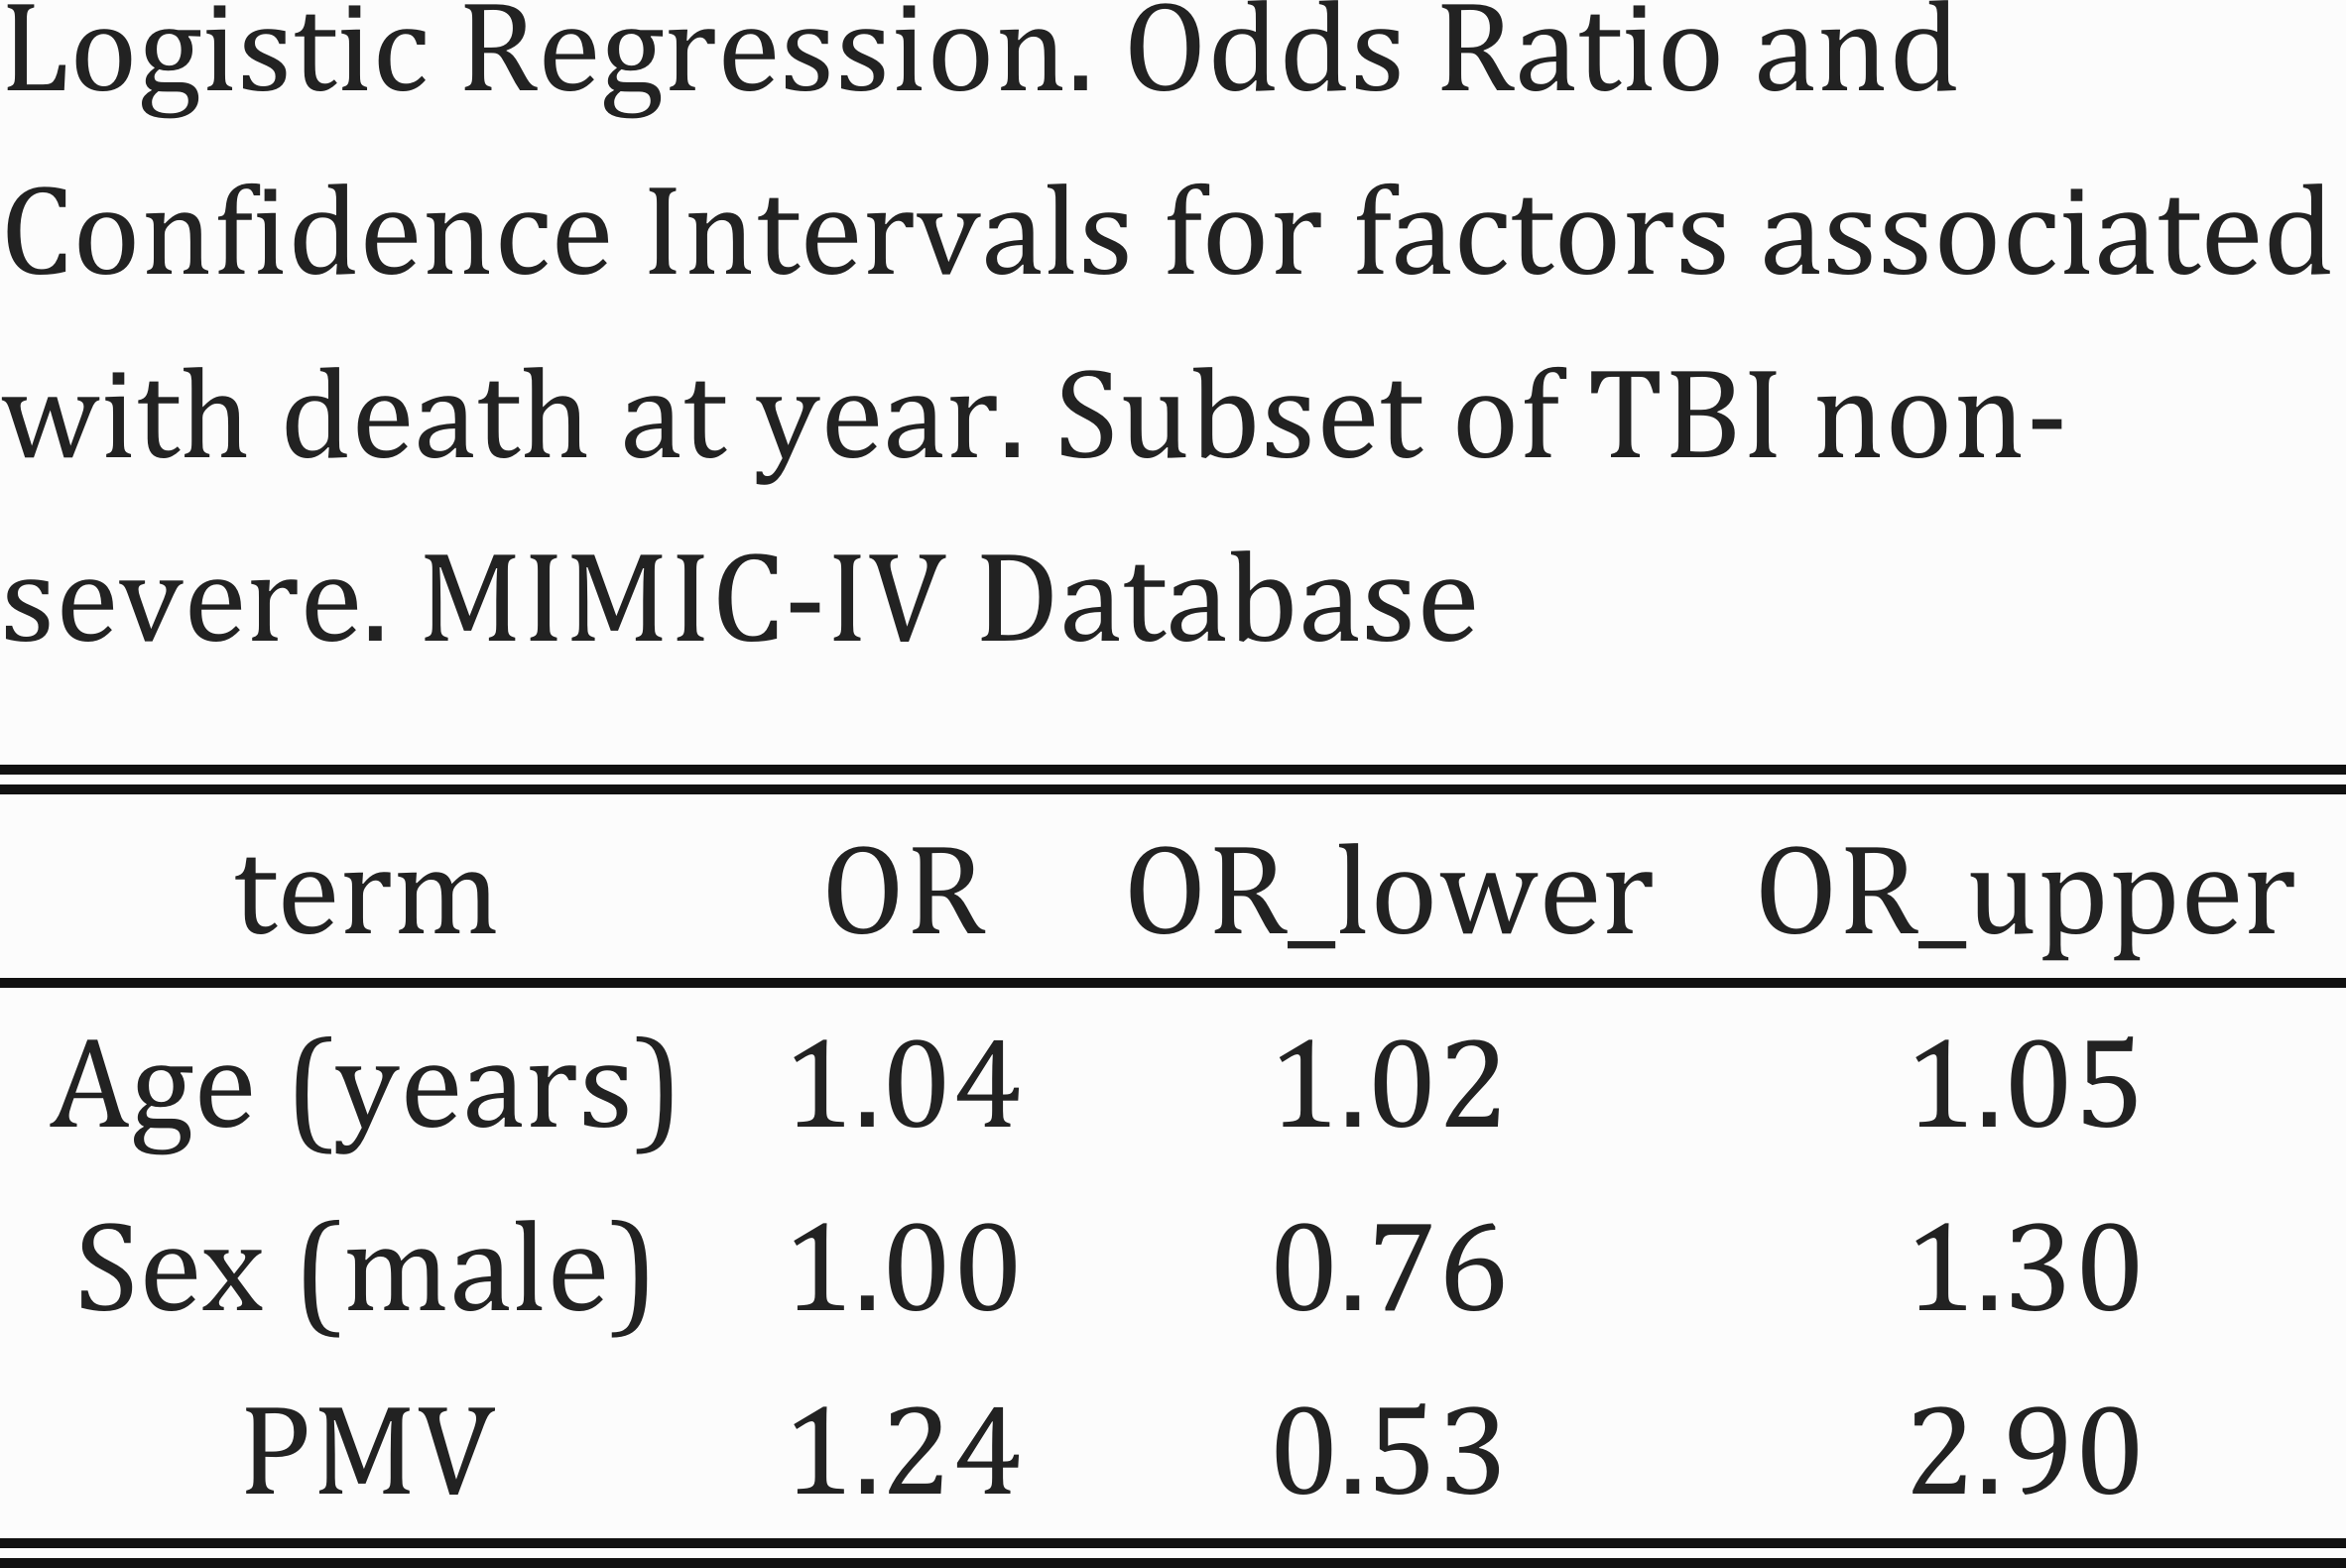 Logistic Regression. Odds Ratio and
Confidence Intervals for factors associated
with death at year. Subset of TBI non-
severe. MIMIC-IV Database
term OR OR_lower OR_upper
Age (years) 1.04 1.02 1.05
Sex (male) 1.00 0.76 1.30
PMV 1.24 0.53 2.90